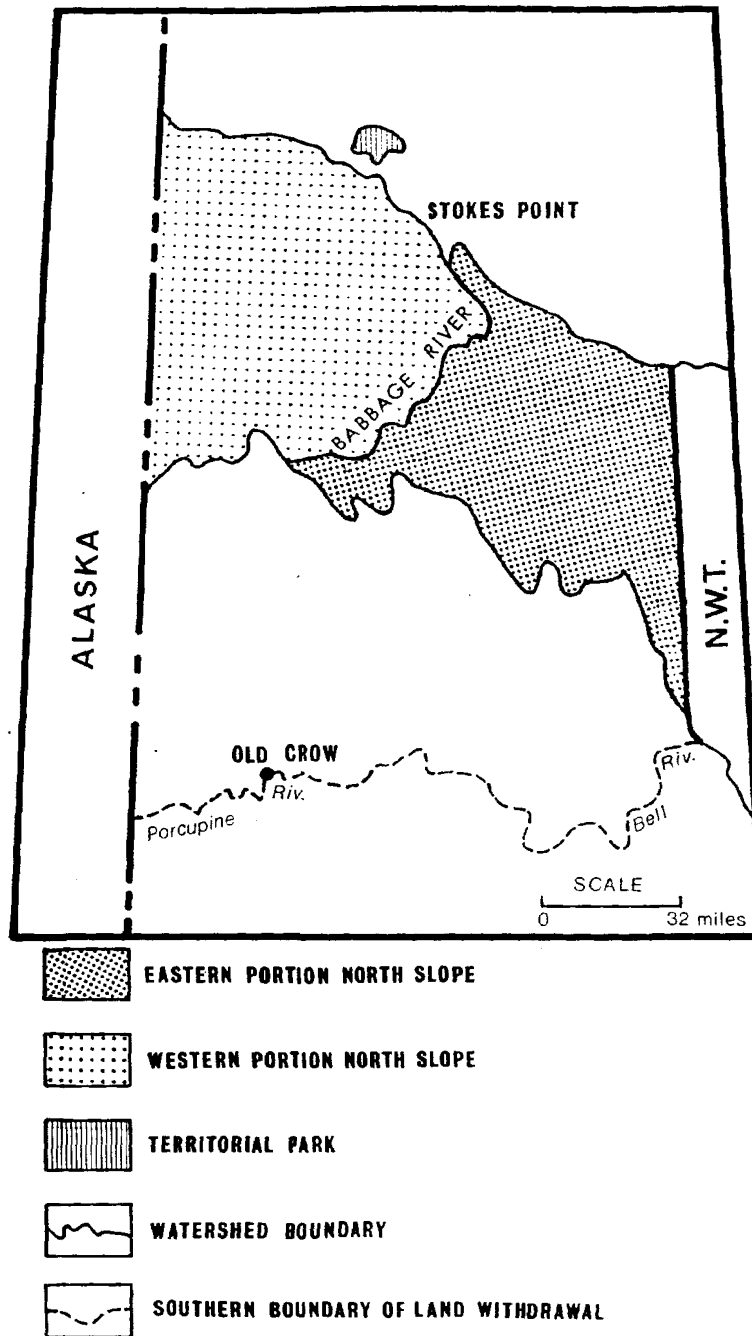 STOKES POINT
BABBAGE RIVER
ALASKA
N.W.T.
OLD CROW
Porcupine
Riv.
Bell
Riv.
SCALE
0 32 miles
EASTERN PORTION NORTH SLOPE
WESTERN PORTION NORTH SLOPE
TERRITORIAL PARK
WATERSHED BOUNDARY
SOUTHERN BOUNDARY OF LAND WITHDRAWAL